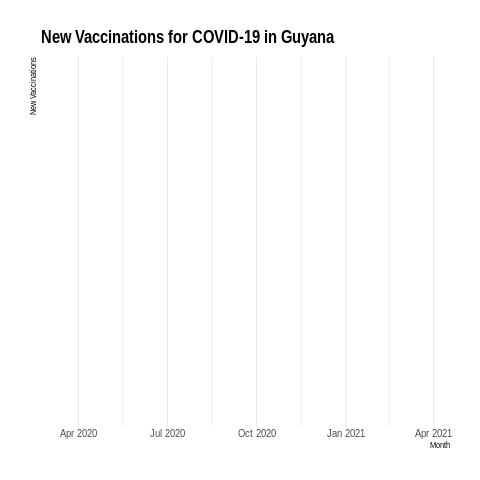 New Vaccinations for COVID-19 in Guyana
New Vaccinations
Apr 2020 Jul 2020 Oct 2020 Jan 2021 Apr 2021
Month